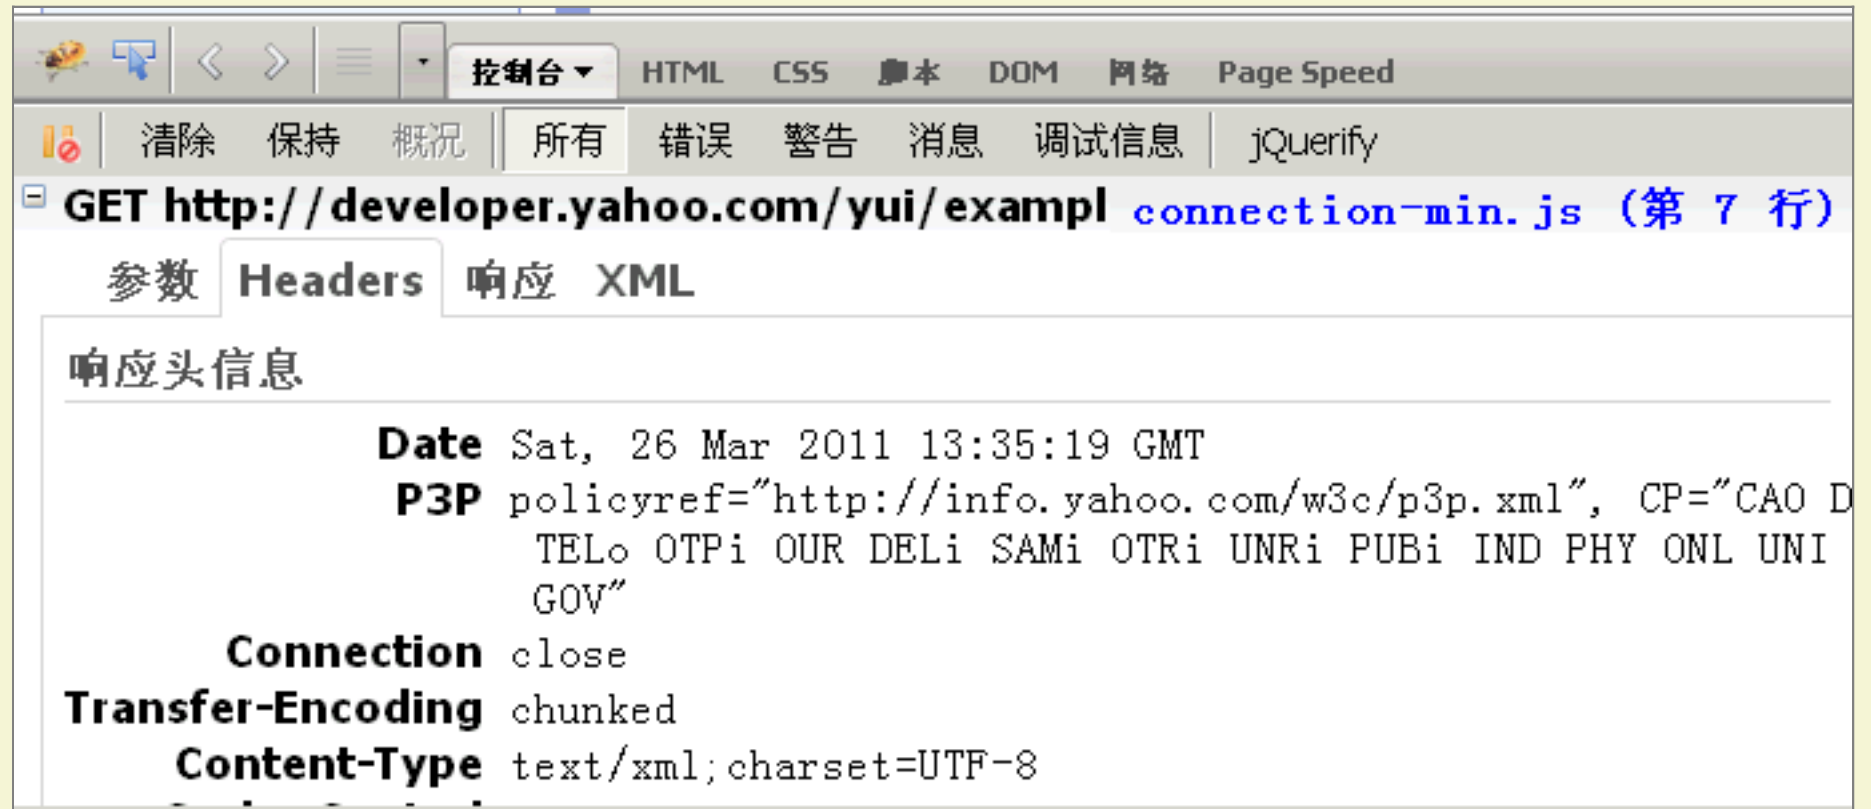 控制台 HTML CSS 脚本 DOM 网络 Page Speed
清除 保持 概况 所有 错误 警告 消息 调试信息 jQuerify
GET http://developer.yahoo.com/yui/exampl connection-min.js (第 7 行)
参数 Headers 响应 XML
响应头信息
Date Sat, 26 Mar 2011 13:35:19 GMT
P3P policyref="http://info.yahoo.com/w3c/p3p.xml", CP="CAO D
TELo OTPi OUR DELi SAMi OTRi UNRi PUBi IND PHY ONL UNI
GOV"
Connection close
Transfer-Encoding chunked
Content-Type text/xml;charset=UTF-8